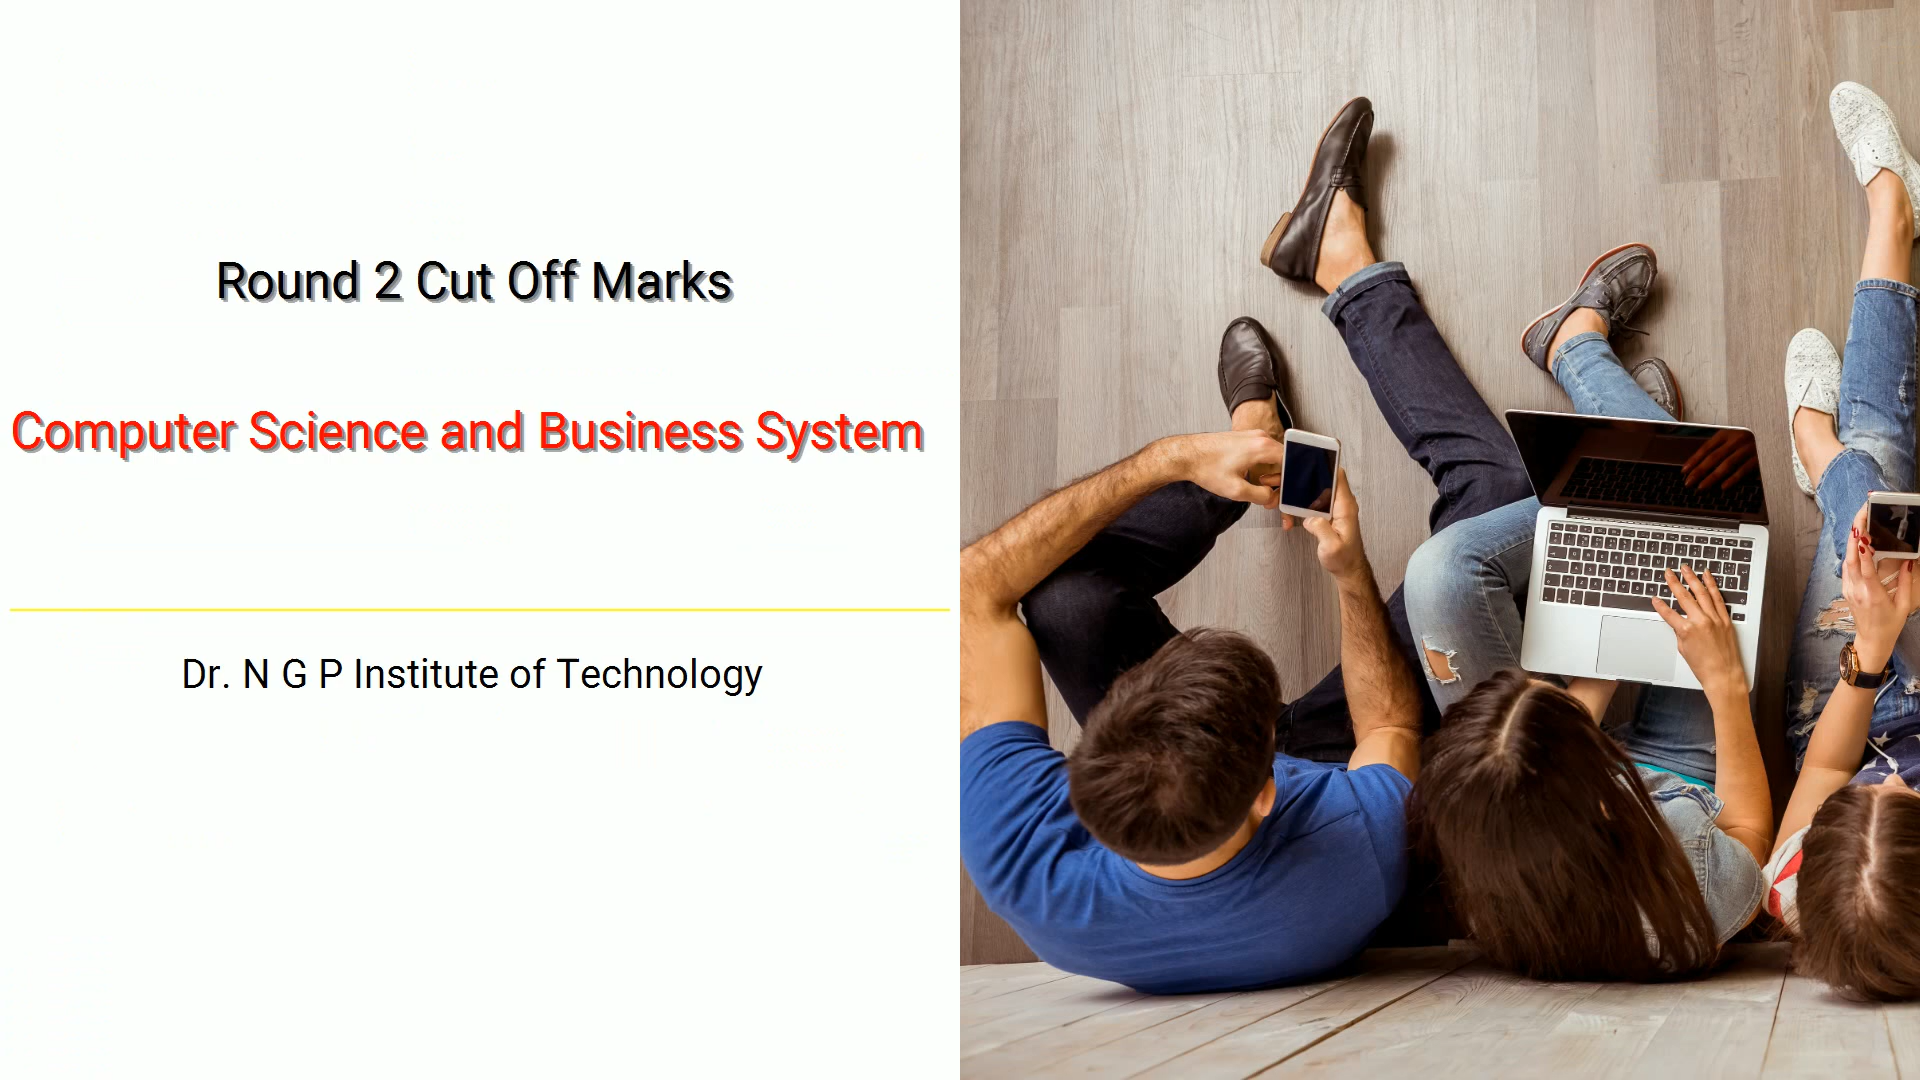 Round 2 Cut Off Marks
Computer Science and Business System
Dr. N G P Institute of Technology